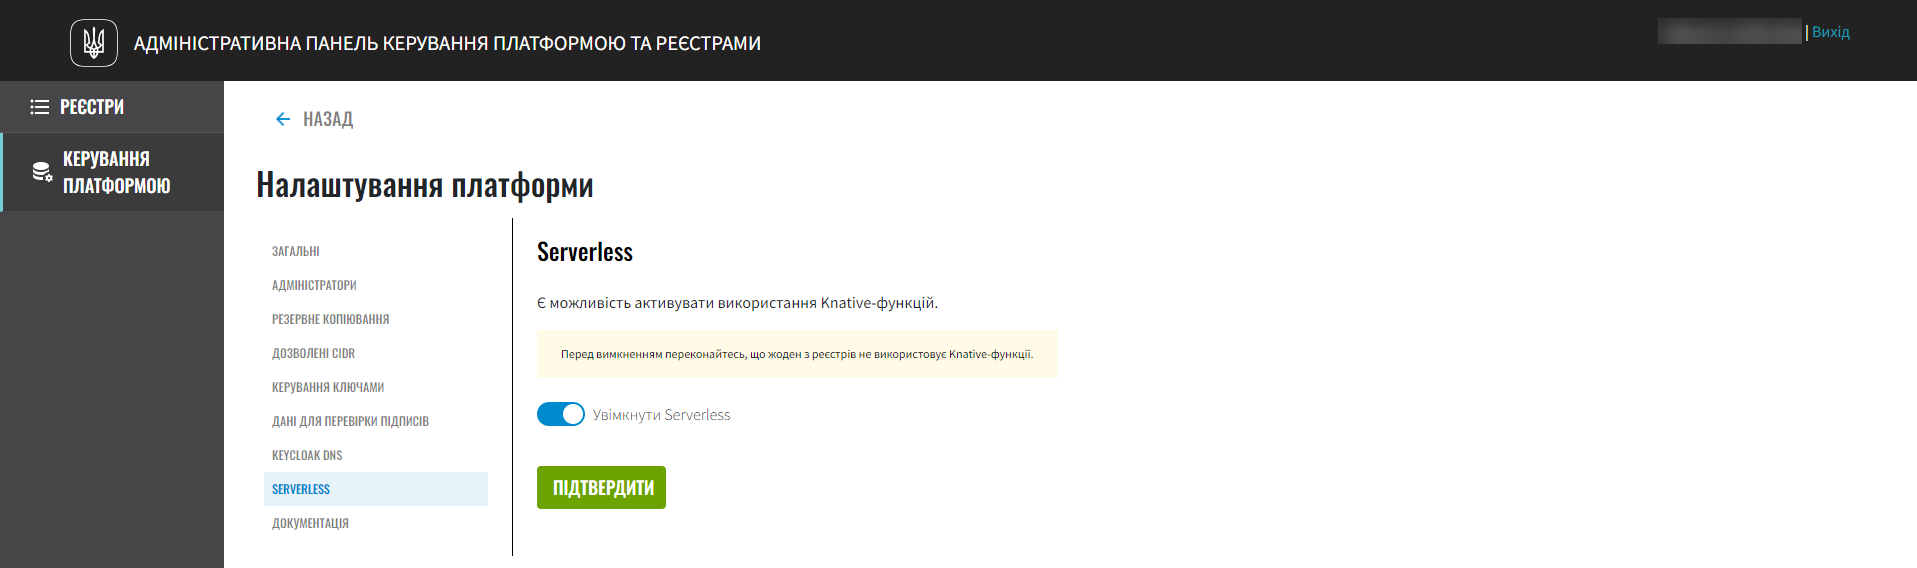 АДМІНІСТРАТИВНА ПАНЕЛЬ КЕРУВАННЯ ПЛАТФОРМОЮ ТА РЕЄСТРАМИ
| Вихід
РЕЄСТРИ
КЕРУВАННЯ
ПЛАТФОРМОЮ
НАЗАД
Налаштування платформи
ЗАГАЛЬНІ
АДМІНІСТРАТОРИ
РЕЗЕРВНЕ КОПІЮВАННЯ
ДОЗВОЛЕНІ CIDR
КЕРУВАННЯ КЛЮЧАМИ
ДАНІ ДЛЯ ПЕРЕВІРКИ ПІДПИСІВ
KEYCLOAK DNS
SERVERLESS
ДОКУМЕНТАЦІЯ
Serverless
Є можливість активувати використання Knative-функцій.
Перед вимкненням переконайтесь, що жоден з реєстрів не використовує Knative-функції.
Увімкнути Serverless
ПІДТВЕРДИТИ